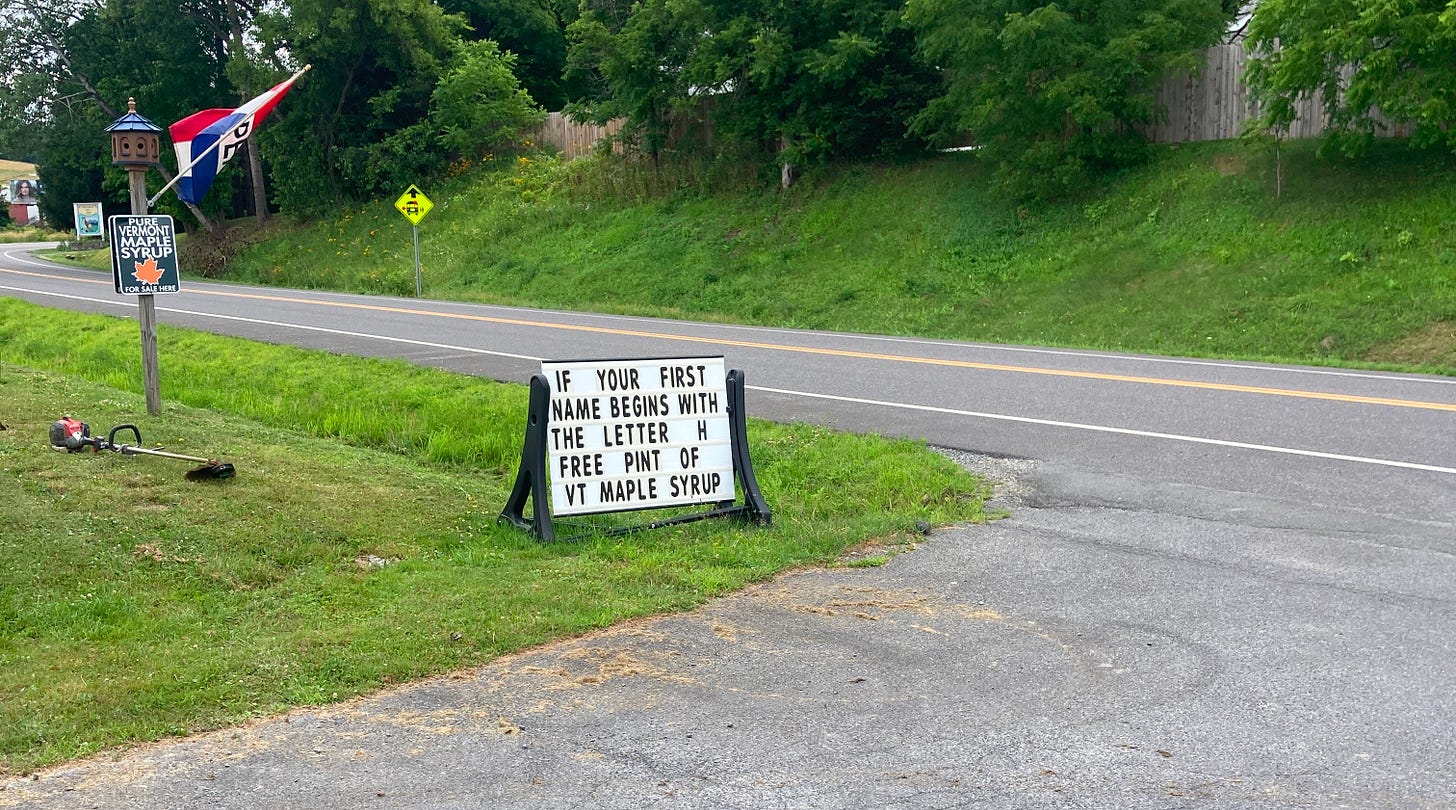 PURE
VERMONT
MAPLE
SYRUP
FOR SALE HERE
IF YOUR FIRST
NAME BEGINS WITH
THE LETTER H
FREE PINT OF
VT MAPLE SYRUP